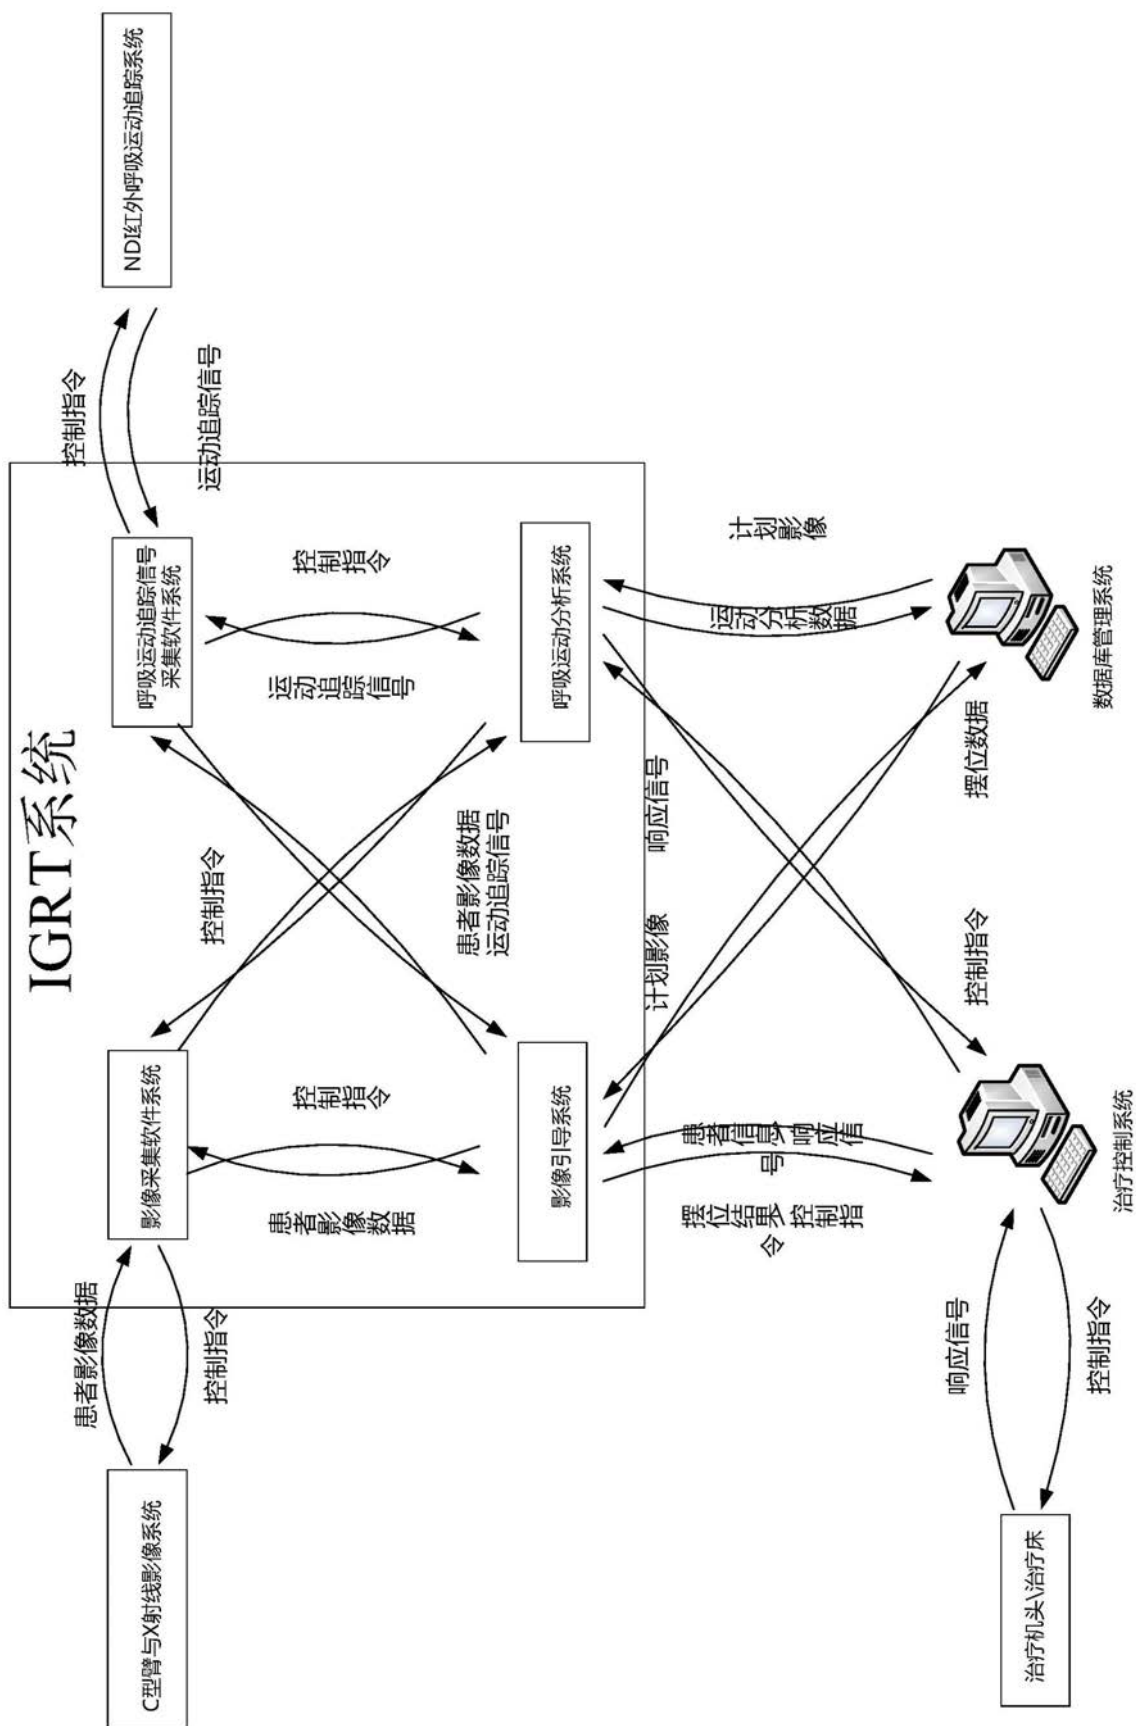 IGRT系统
C型臂与X射线影像系统
患者影像数据
控制指令
影像采集软件系统
控制指令
呼吸运动追踪信号
采集软件系统
控制指令
运动追踪信号
NDI红外呼吸运动追踪系统
患者影像数据
控制指令
运动追踪信号
控制指令
患者影像数据
运动追踪信号
影像引导系统
呼吸运动分析系统
计划影像
响应信号
患者信息、响应信
号
摆位结果、控制指
令
运动分析数据
计划影像
控制指令
摆位数据
响应信号
控制指令
治疗机头\治疗床
治疗控制系统
数据库管理系统